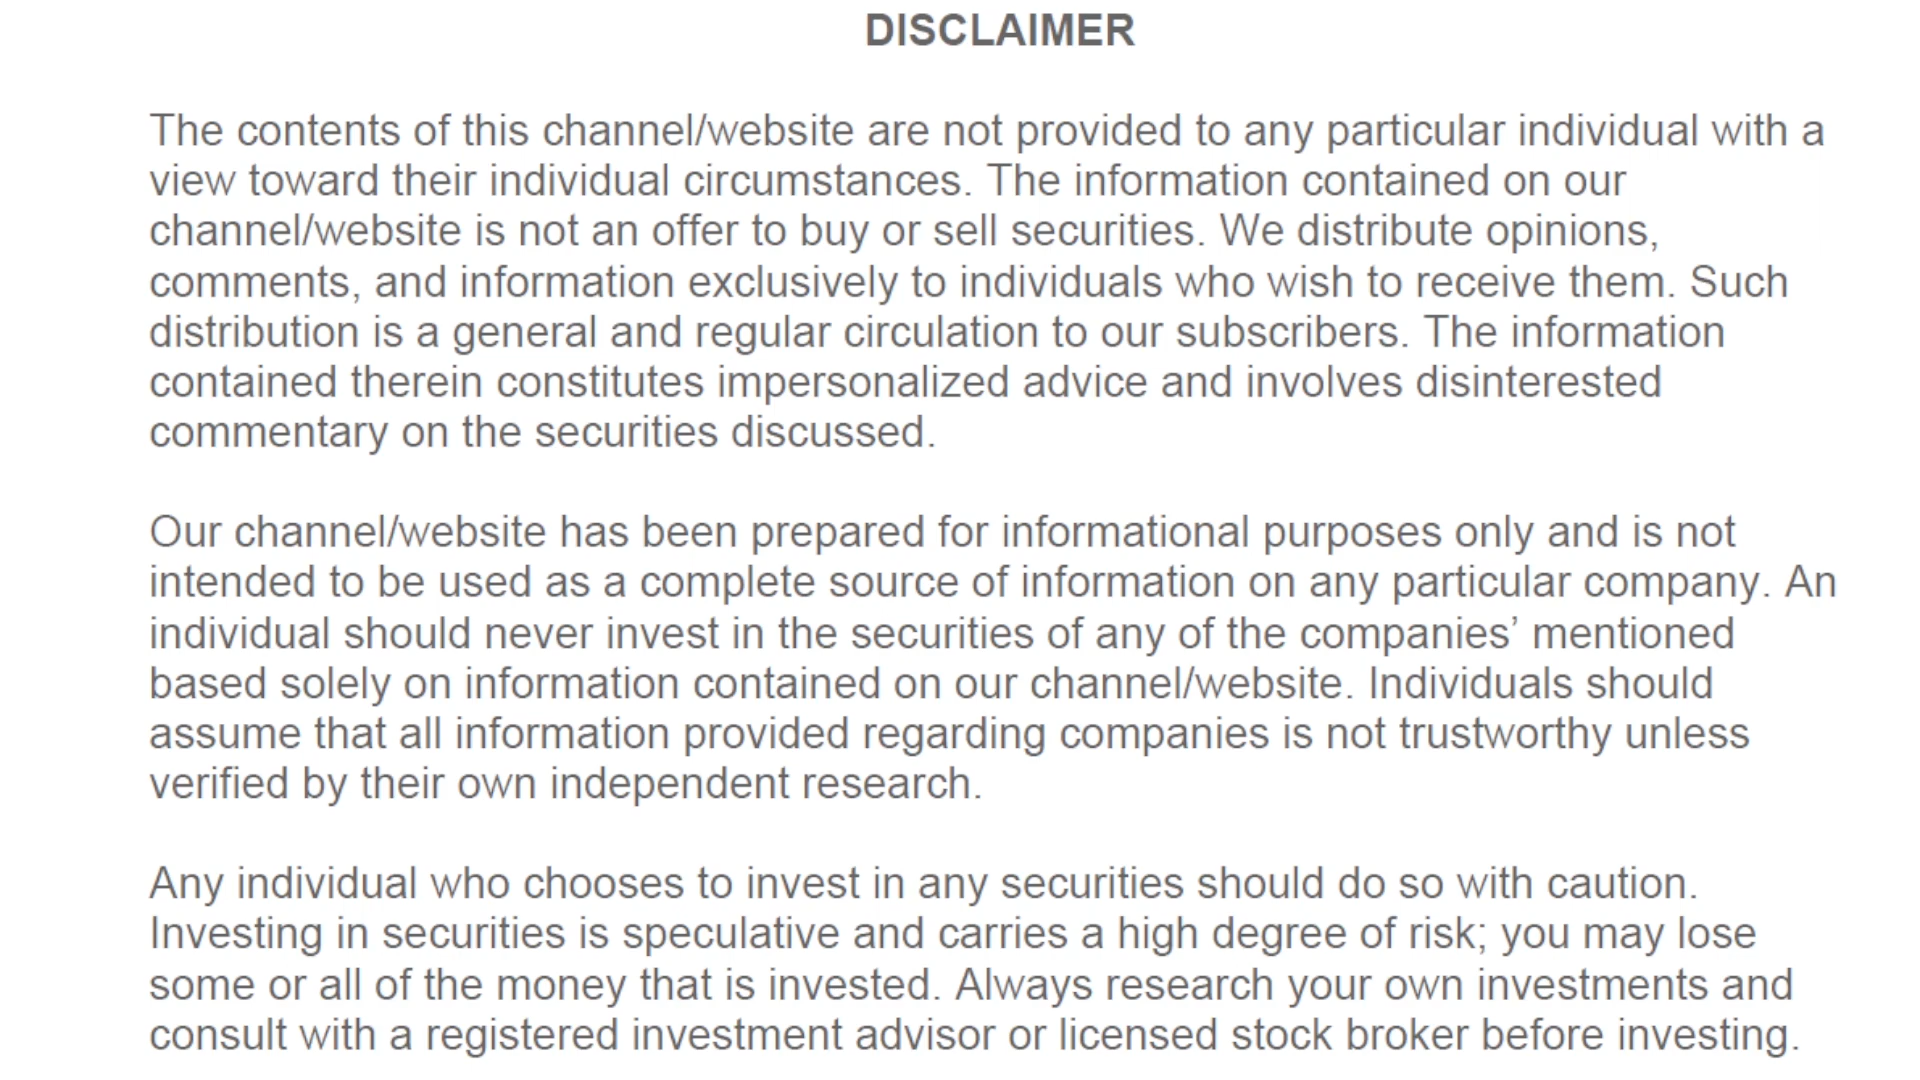 DISCLAIMER
The contents of this channel/website are not provided to any particular individual with a
view toward their individual circumstances. The information contained on our
channel/website is not an offer to buy or sell securities. We distribute opinions,
comments, and information exclusively to individuals who wish to receive them. Such
distribution is a general and regular circulation to our subscribers. The information
contained therein constitutes impersonalized advice and involves disinterested
commentary on the securities discussed.
Our channel/website has been prepared for informational purposes only and is not
intended to be used as a complete source of information on any particular company. An
individual should never invest in the securities of any of the companies’ mentioned
based solely on information contained on our channel/website. Individuals should
assume that all information provided regarding companies is not trustworthy unless
verified by their own independent research.
Any individual who chooses to invest in any securities should do so with caution.
Investing in securities is speculative and carries a high degree of risk; you may lose
some or all of the money that is invested. Always research your own investments and
consult with a registered investment advisor or licensed stock broker before investing.